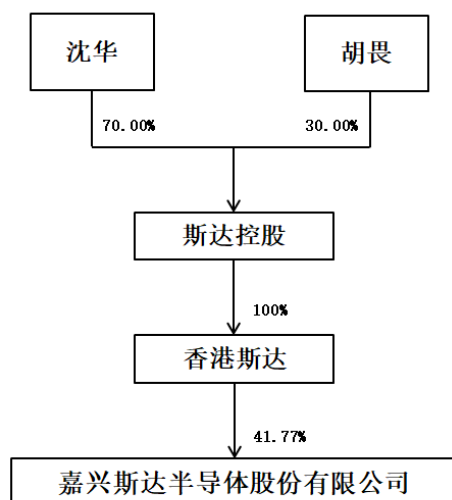 沈华
胡畏
70.00%
30.00%
斯达控股
100%
香港斯达
41.77%
嘉兴斯达半导体股份有限公司